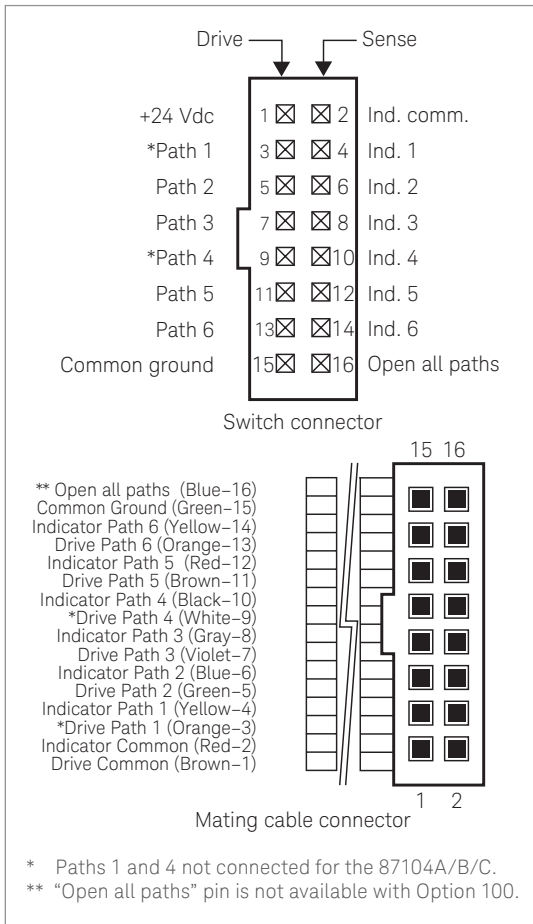 Drive Sense
+24 Vdc 1 2 Ind. comm.
*Path 1 3 4 Ind. 1
Path 2 5 6 Ind. 2
Path 3 7 8 Ind. 3
*Path 4 9 10 Ind. 4
Path 5 11 12 Ind. 5
Path 6 13 14 Ind. 6
Common ground 15 16 Open all paths
Switch connector
15 16
** Open all paths (Blue–16)
Common Ground (Green–15)
Indicator Path 6 (Yellow–14)
Drive Path 6 (Orange–13)
Indicator Path 5 (Red–12)
Drive Path 5 (Brown–11)
Indicator Path 4 (Black–10)
*Drive Path 4 (White–9)
Indicator Path 3 (Gray–8)
Drive Path 3 (Violet–7)
Indicator Path 2 (Blue–6)
Drive Path 2 (Green–5)
Indicator Path 1 (Yellow–4)
*Drive Path 1 (Orange–3)
Indicator Common (Red–2)
Drive Common (Brown–1)
1 2
Mating cable connector
* Paths 1 and 4 not connected for the 87104A/B/C.
** “Open all paths” pin is not available with Option 100.